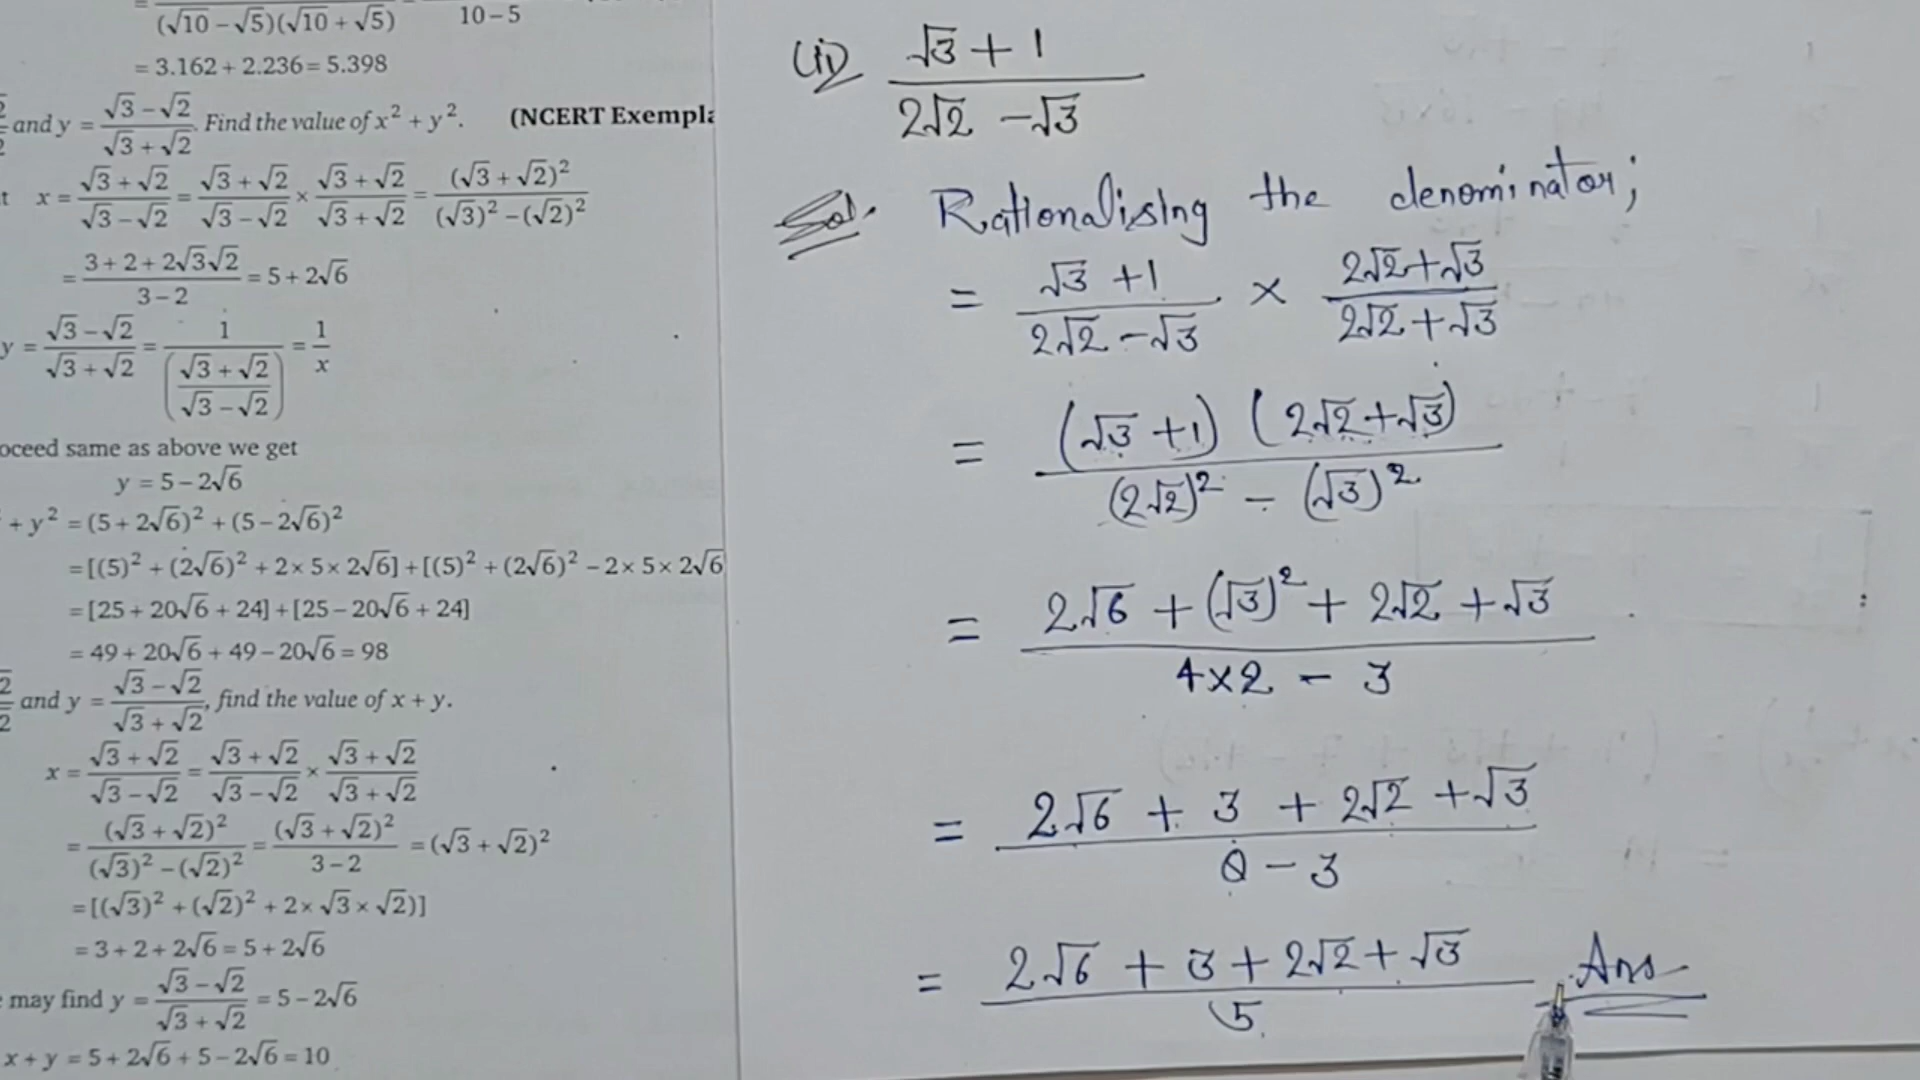 (√10 – √5)(√10 + √5) 10 – 5
= 3.162 + 2.236 = 5.398
and y = (√3 – √2)/(√3 + √2). Find the value of x² + y². (NCERT Exempla
x = (√3 + √2)/(√3 – √2) = (√3 + √2)/(√3 – √2) × (√3 + √2)/(√3 + √2) = (√3 + √2)²/((√3)² – (√2)²)
= (3 + 2 + 2√3√2)/(3 – 2) = 5 + 2√6
y = (√3 – √2)/(√3 + √2) = 1/((√3 + √2)/(√3 – √2)) = 1/x
oceed same as above we get
y = 5 – 2√6
+ y² = (5 + 2√6)² + (5 – 2√6)²
= [(5)² + (2√6)² + 2 × 5 × 2√6] + [(5)² + (2√6)² – 2 × 5 × 2√6
= [25 + 20√6 + 24] + [25 – 20√6 + 24]
= 49 + 20√6 + 49 – 20√6 = 98
and y = (√3 – √2)/(√3 + √2), find the value of x + y.
x = (√3 + √2)/(√3 – √2) = (√3 + √2)/(√3 – √2) × (√3 + √2)/(√3 + √2)
= (√3 + √2)²/((√3)² – (√2)²) = (√3 + √2)²/(3 – 2) = (√3 + √2)²
= [(√3)² + (√2)² + 2 × √3 × √2)]
= 3 + 2 + 2√6 = 5 + 2√6
may find y = (√3 – √2)/(√3 + √2) = 5 – 2√6
x + y = 5 + 2√6 + 5 – 2√6 = 10
(ii) (√3 + 1)/(2√2 – √3)
Sol. Rationalising the denominator;
= (√3 + 1)/(2√2 – √3) × (2√2 + √3)/(2√2 + √3)
= (√3 + 1) (2√2 + √3)/((2√2)² – (√3)²)
= (2√6 + (√3)² + 2√2 + √3)/(4×2 – 3)
= (2√6 + 3 + 2√2 + √3)/(8 – 3)
= (2√6 + 3 + 2√2 + √3)/5 Ans